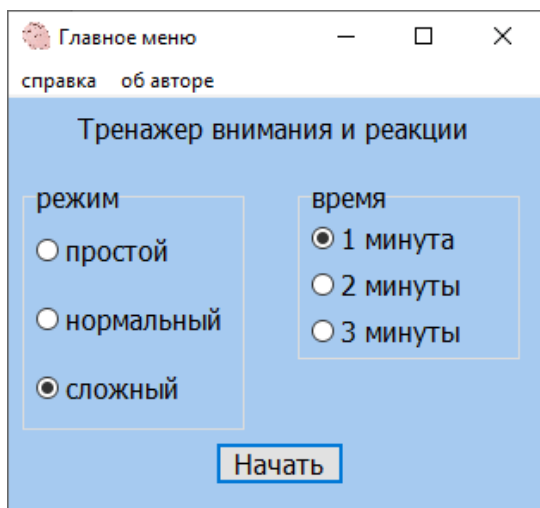 Главное меню
справка об авторе
Тренажер внимания и реакции
режим
простой
нормальный
сложный
время
1 минута
2 минуты
3 минуты
Начать